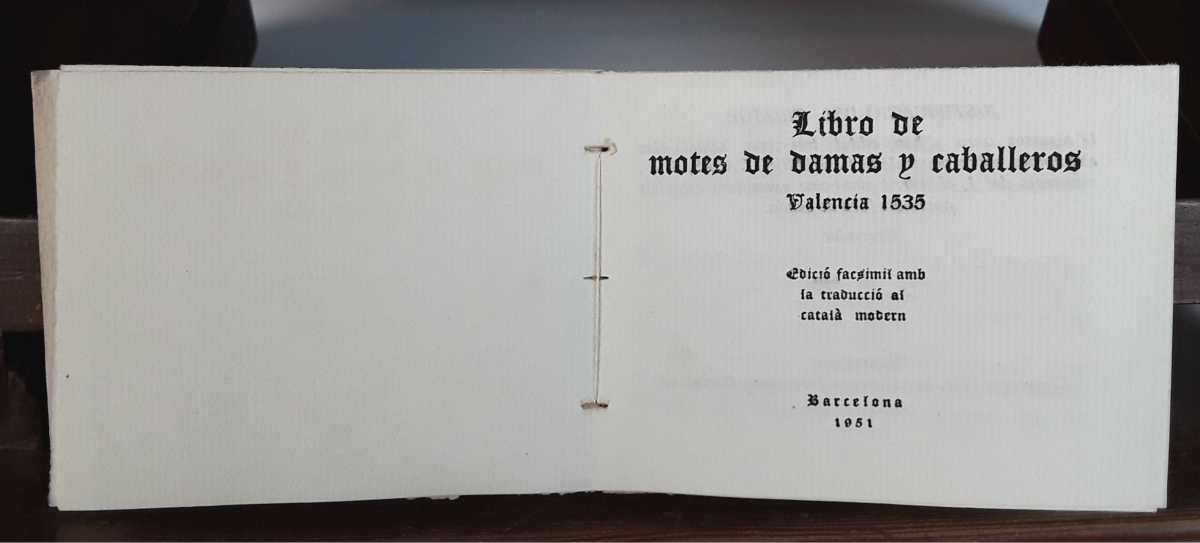 Libro de
motes de damas y caballeros
Valencia 1535
Edició facsímil amb
la traducció al
català modern
Barcelona
1951